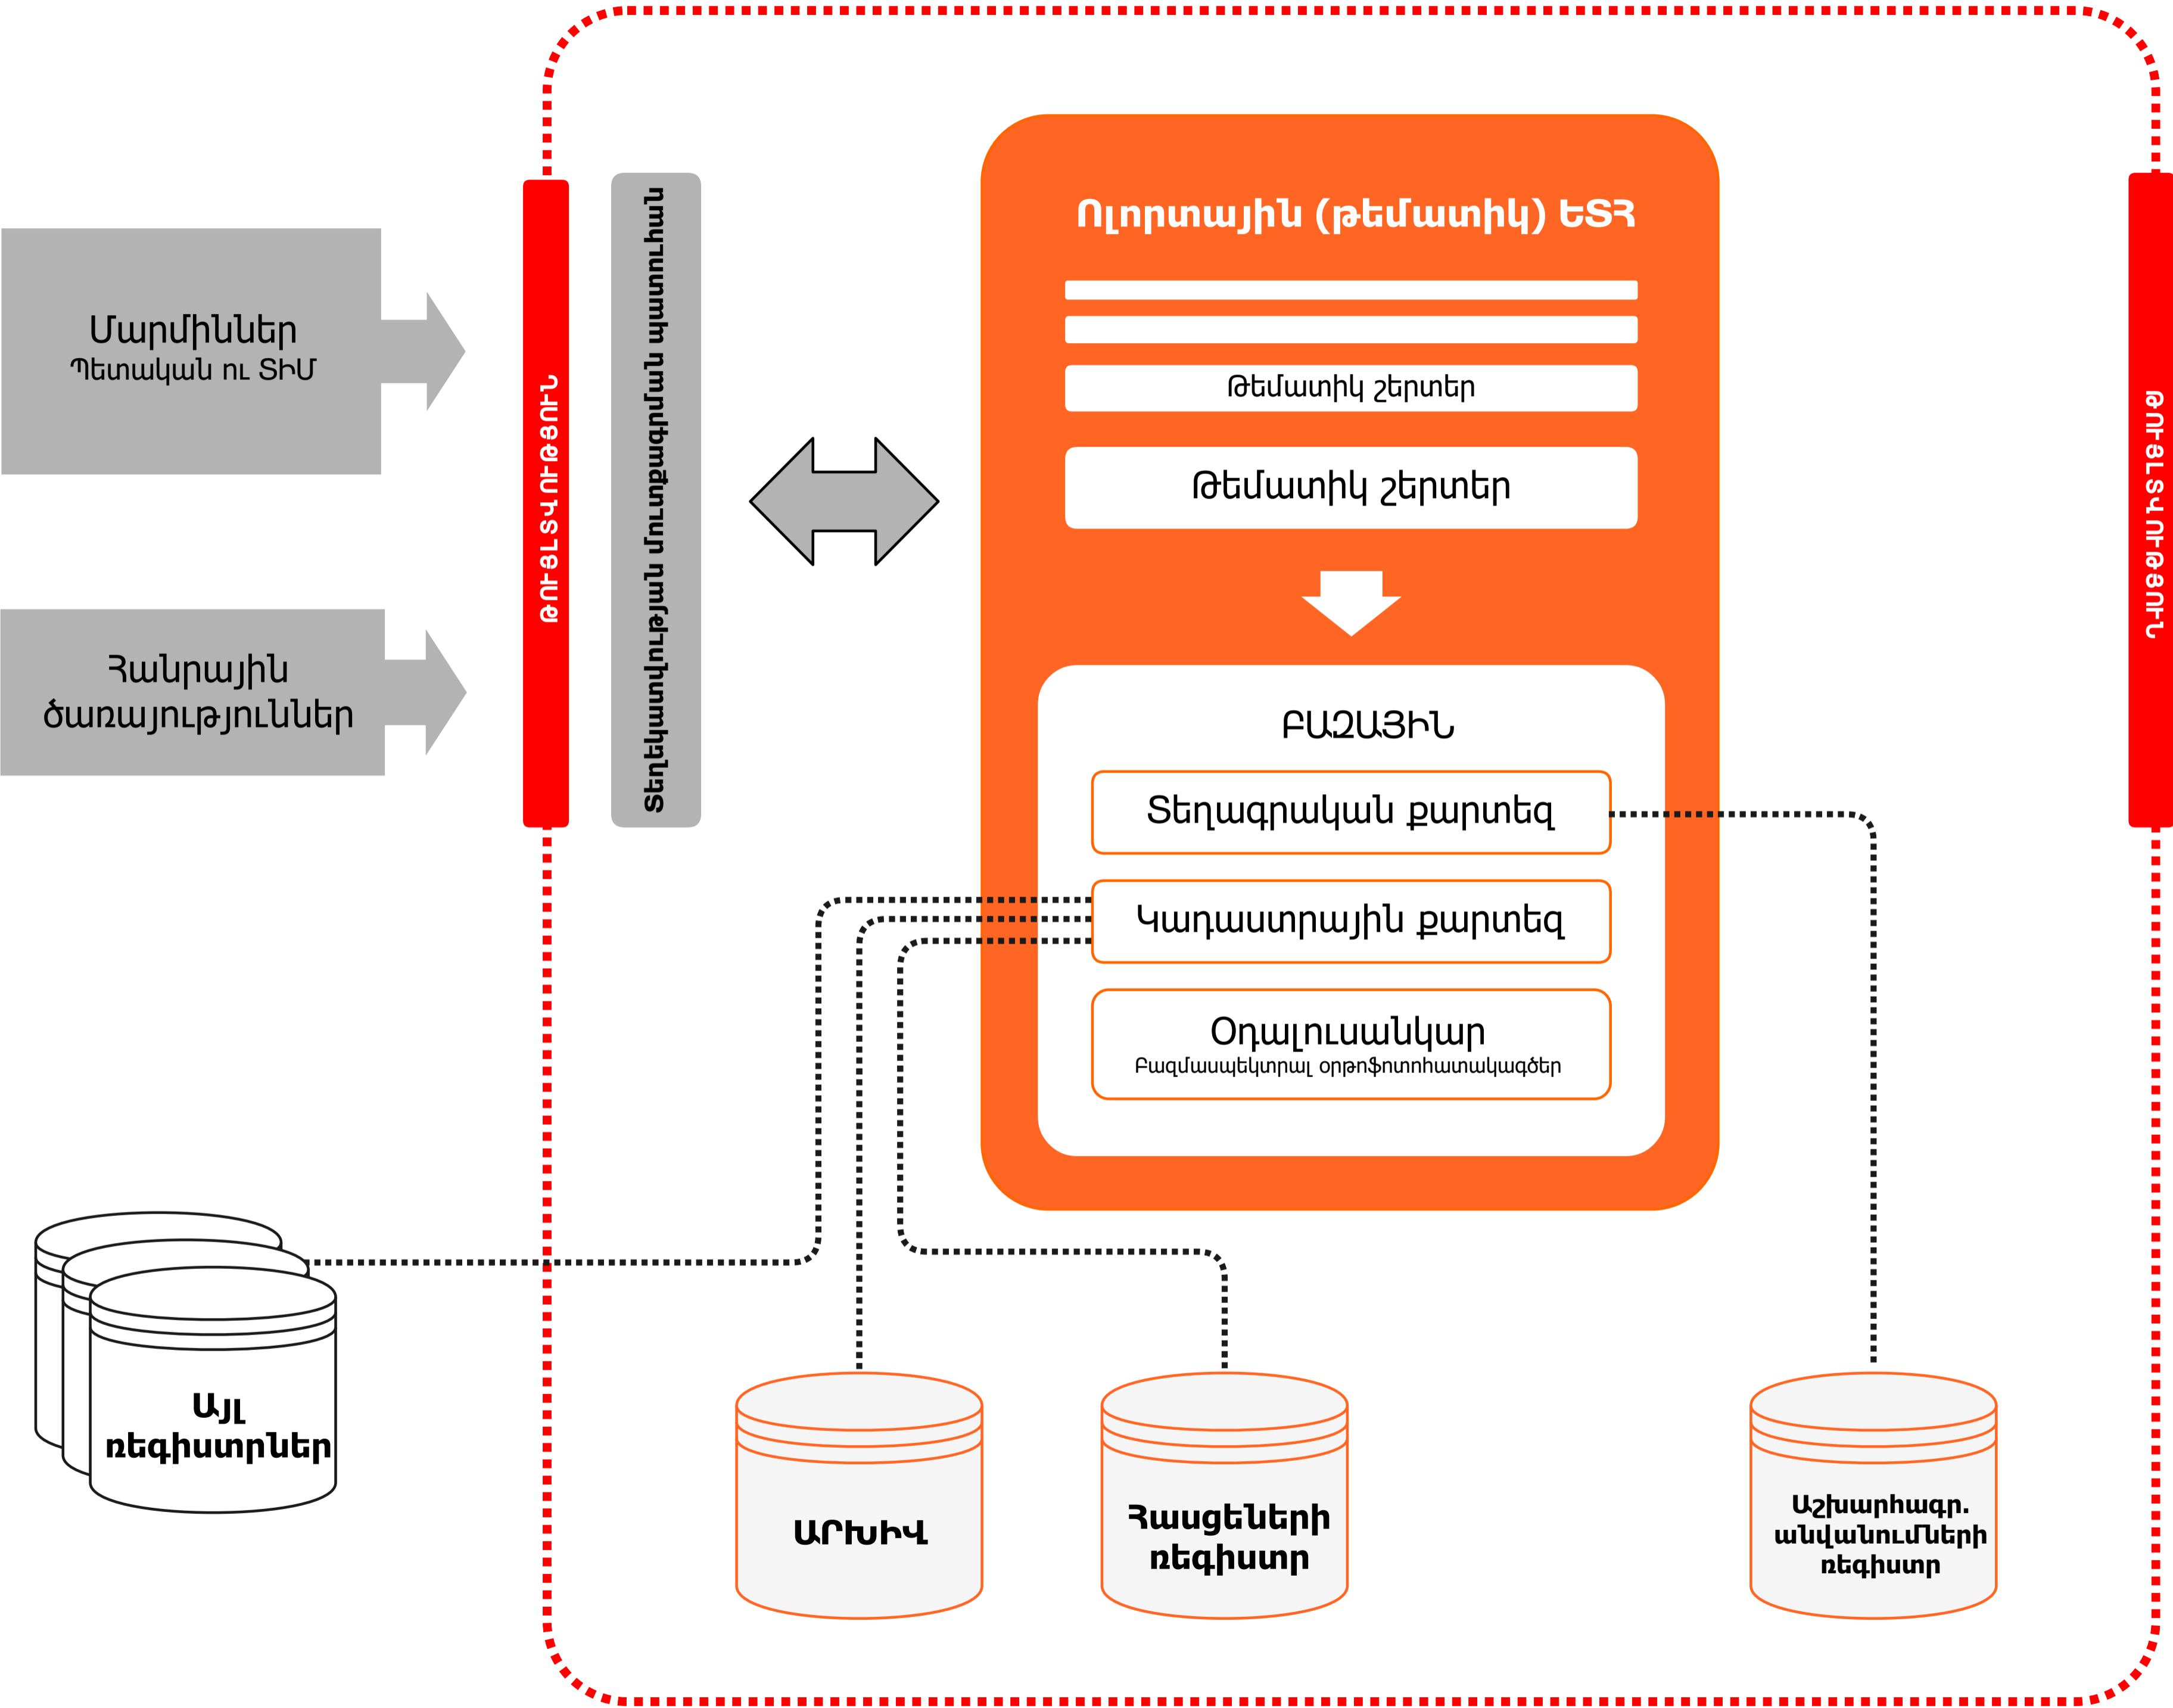 Մարմիններ
Պետական ու ՏԻՄ
Հանրային
ծառայություններ
ԹՈՒՅԼՏՎՈՒԹՅՈՒՆ
Տեղեկատվության մուտքագրման պատուհան
Ոլորտային (թեմատիկ) ԵՏՀ
Թեմատիկ շերտեր
Թեմատիկ շերտեր
ԲԱԶԱՅԻՆ
Տեղագրական քարտեզ
Կադաստրային քարտեզ
Օդալուսանկար
Բազմասպեկտրալ օրթոֆոտոհատակագծեր
ԹՈՒՅԼՏՎՈՒԹՅՈՒՆ
Այլ
ռեգիստրներ
ԱՐԽԻՎ
Հասցեների
ռեգիստր
Աշխարհագր.
անվանումների
ռեգիստր